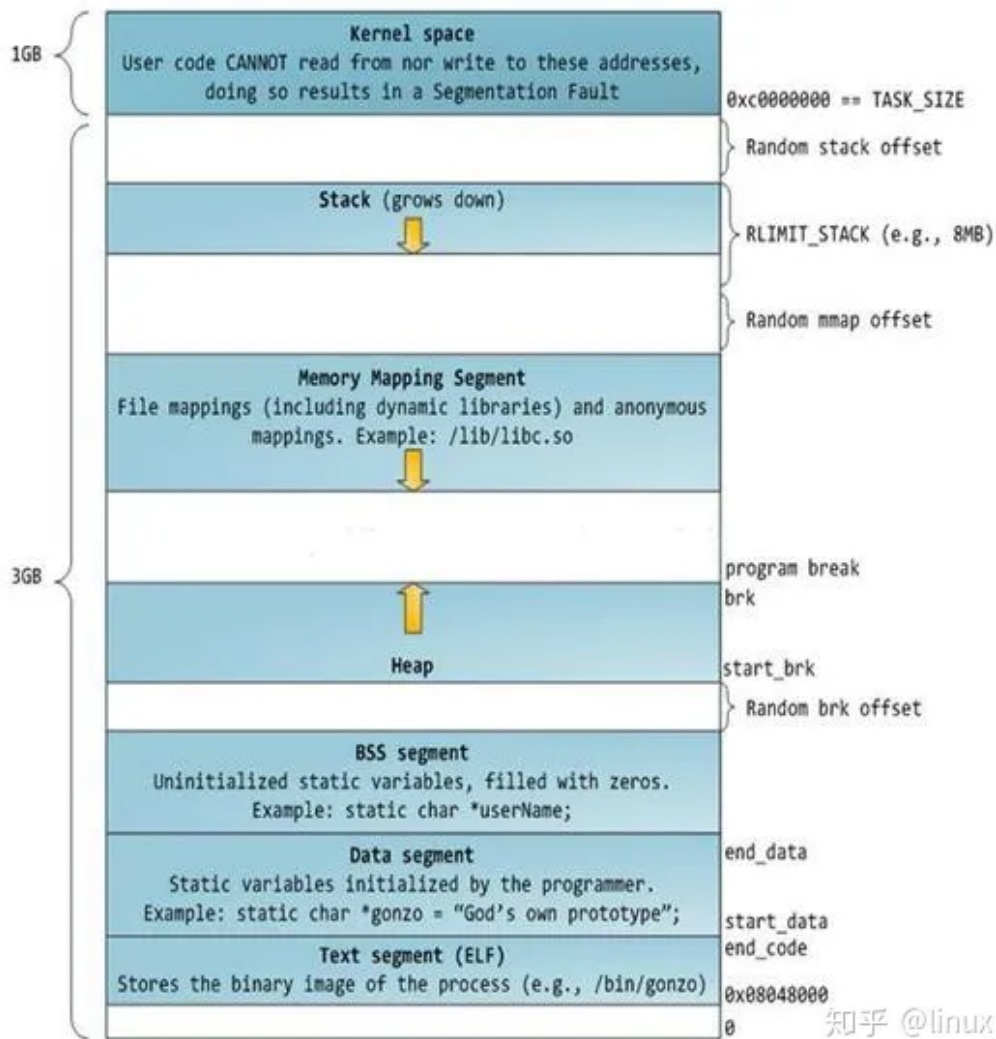 1GB
Kernel space
User code CANNOT read from nor write to these addresses,
doing so results in a Segmentation Fault
0xc0000000 == TASK_SIZE
Random stack offset
Stack (grows down)
RLIMIT_STACK (e.g., 8MB)
Random mmap offset
Memory Mapping Segment
File mappings (including dynamic libraries) and anonymous
mappings. Example: /lib/libc.so
3GB
program break
brk
Heap
start_brk
Random brk offset
BSS segment
Uninitialized static variables, filled with zeros.
Example: static char *userName;
Data segment
Static variables initialized by the programmer.
Example: static char *gonzo = “God’s own prototype”;
end_data
start_data
end_code
Text segment (ELF)
Stores the binary image of the process (e.g., /bin/gonzo)
0x08048000
0
知乎 @linux